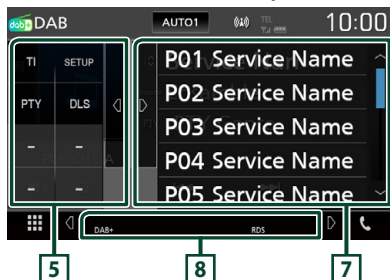 dab DAB AUTO1 TEL 10:00
TI SETUP
PTY DLS
- -
- -
P01 Service Name
P02 Service Name
P03 Service Name
P04 Service Name
P05 Service Name
DAB+ RDS
5 8 7